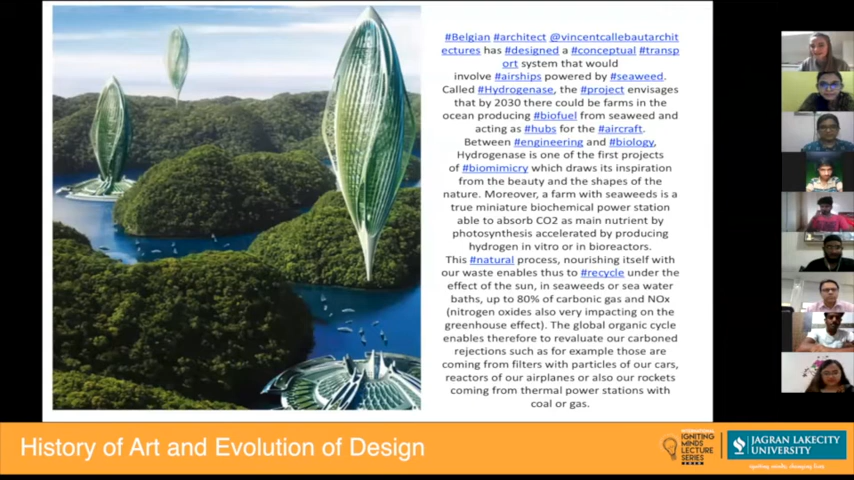 #Belgian #architect @vincentcallebautarchit
ectures has #designed a #conceptual #transp
ort system that would
involve #airships powered by #seaweed.
Called #Hydrogenase, the #project envisages
that by 2030 there could be farms in the
ocean producing #biofuel from seaweed and
acting as #hubs for the #aircraft.
Between #engineering and #biology,
Hydrogenase is one of the first projects
of #biomimicry which draws its inspiration
from the beauty and the shapes of the
nature. Moreover, a farm with seaweeds is a
true miniature biochemical power station
able to absorb CO2 as main nutrient by
photosynthesis accelerated by producing
hydrogen in vitro or in bioreactors.
This #natural process, nourishing itself with
our waste enables thus to #recycle under the
effect of the sun, in seaweeds or sea water
baths, up to 80% of carbonic gas and NOx
(nitrogen oxides also very impacting on the
greenhouse effect). The global organic cycle
enables therefore to revaluate our carboned
rejections such as for example those are
coming from filters with particles of our cars,
reactors of our airplanes or also our rockets
coming from thermal power stations with
coal or gas.
History of Art and Evolution of Design
INTERNATIONAL
IGNITING
MINDS
LECTURE
SERIES
JAGRAN LAKECITY
UNIVERSITY
igniting minds, changing lives